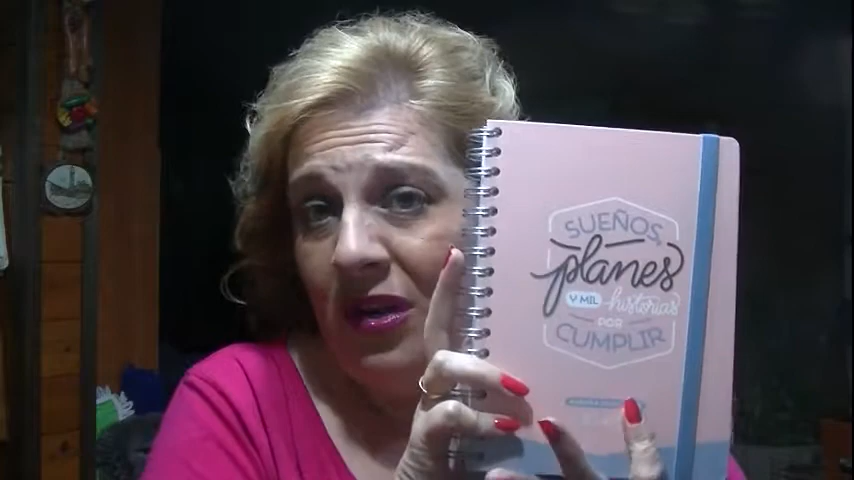 SUEÑOS,
planes
Y MIL historias
POR
CUMPLIR